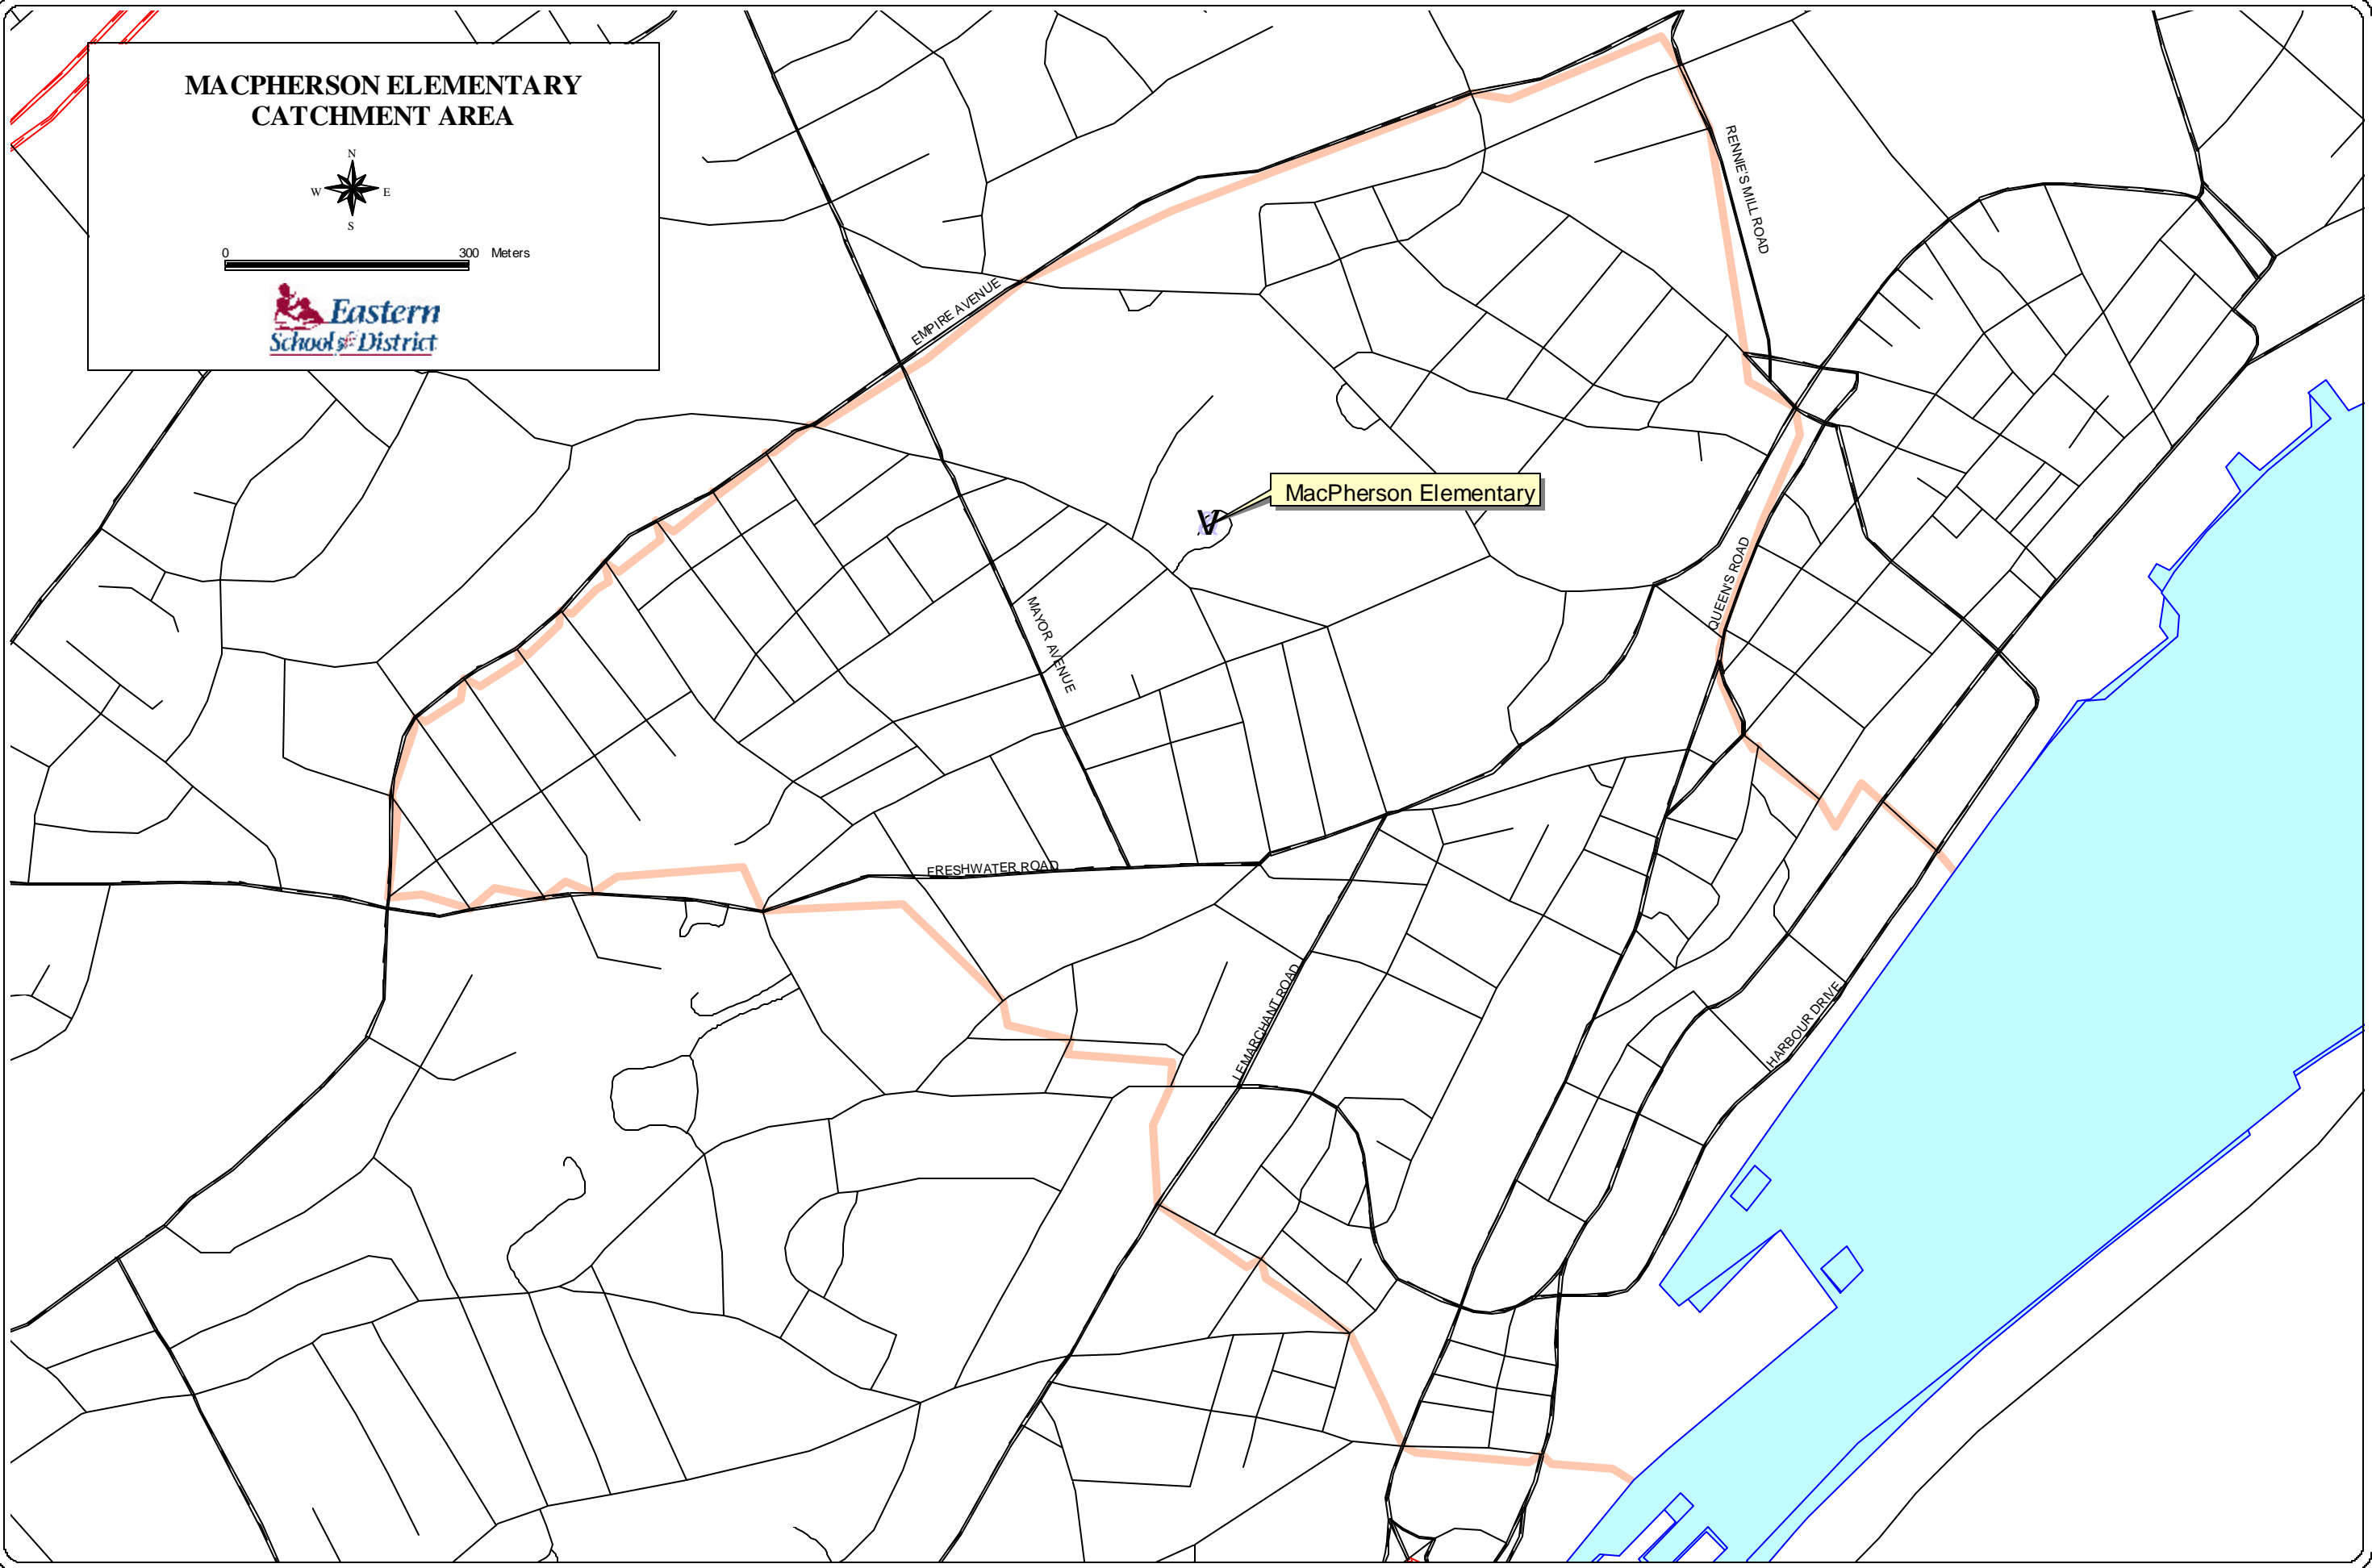 MACPHERSON ELEMENTARY
CATCHMENT AREA
N
W E
S
0 300 Meters
Eastern
School District
RENNIE'S MILL ROAD
EMPIRE AVENUE
MacPherson Elementary
QUEEN'S ROAD
MAYOR AVENUE
FRESHWATER ROAD
LEMARCHANT ROAD
HARBOUR DRIVE